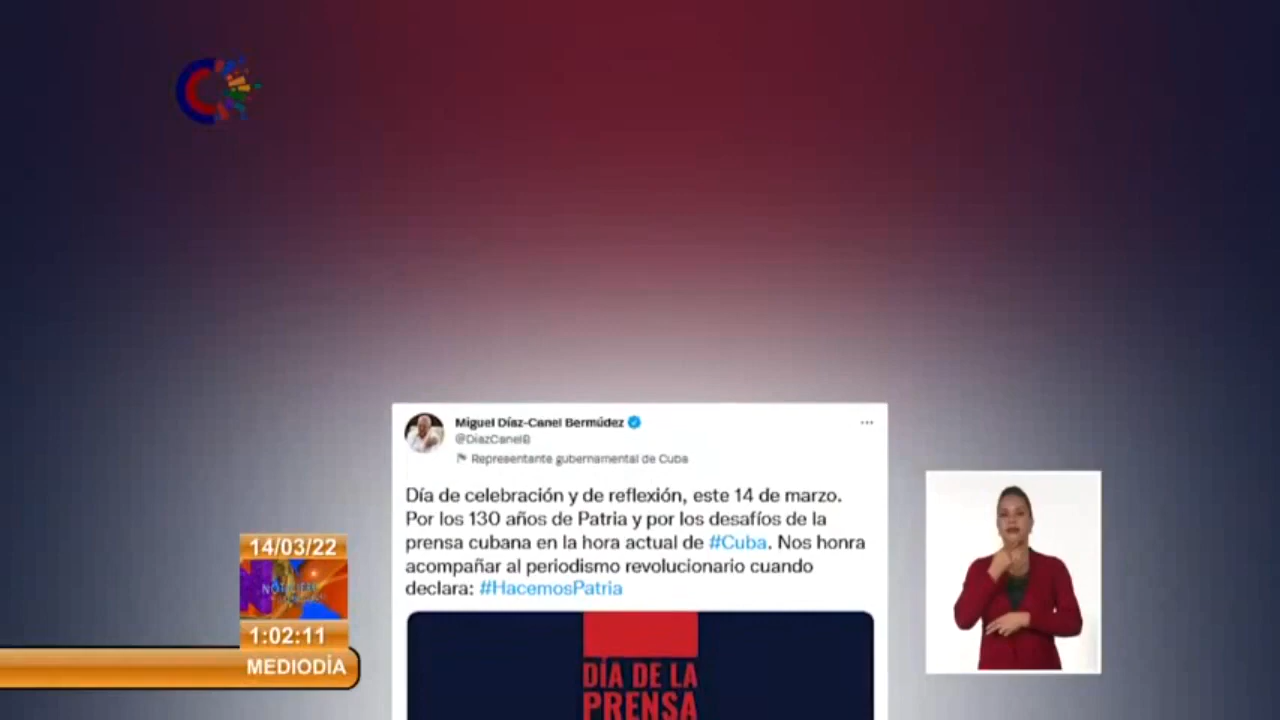 Miguel Díaz-Canel Bermúdez
@DiazCanelB
Representante gubernamental de Cuba
Día de celebración y de reflexión, este 14 de marzo.
Por los 130 años de Patria y por los desafíos de la
prensa cubana en la hora actual de #Cuba. Nos honra
acompañar al periodismo revolucionario cuando
declara: #HacemosPatria
DÍA DE LA
PRENSA
14/03/22
1:02:11
MEDIODÍA